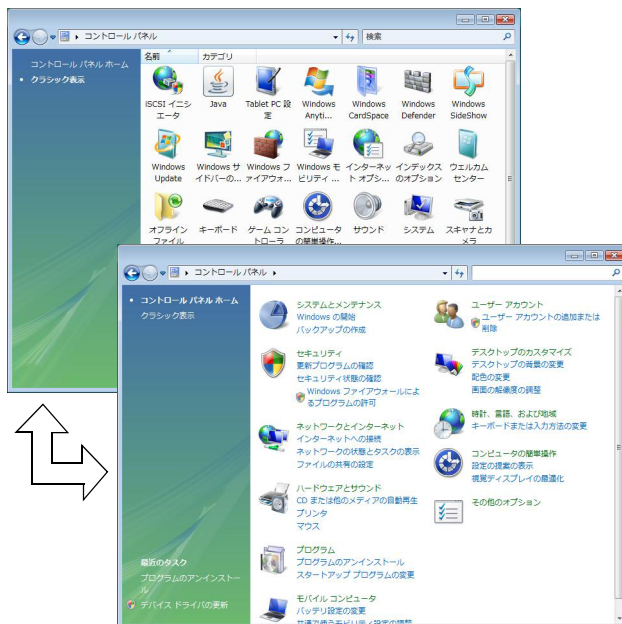 コントロール パネル
検索
コントロール パネル ホーム
クラシック表示
名前 カテゴリ
iSCSI イニシエータ
Java
Tablet PC 設定
Windows Anyti...
Windows CardSpace
Windows Defender
Windows SideShow
Windows Update
Windows サイドバーの...
Windows ファイアウォ...
Windows モビリティ ...
インターネット オプシ...
インデックスのオプション
ウェルカム センター
オフライン ファイル
キーボード
ゲーム コントローラ
コンピュータの簡単操作...
サウンド
システム
スキャナとカメラ
コントロール パネル
コントロール パネル ホーム
クラシック表示
最近のタスク
プログラムのアンインストール
デバイス ドライバの更新
システムとメンテナンス
Windows の開始
バックアップの作成
セキュリティ
更新プログラムの確認
セキュリティ状態の確認
Windows ファイアウォールによ
るプログラムの許可
ネットワークとインターネット
インターネットへの接続
ネットワークの状態とタスクの表示
ファイルの共有の設定
ハードウェアとサウンド
CD または他のメディアの自動再生
プリンタ
マウス
プログラム
プログラムのアンインストール
スタートアップ プログラムの変更
モバイル コンピュータ
バッテリ設定の変更
共通で使うモビリティ設定の調整
ユーザー アカウント
ユーザー アカウントの追加または
削除
デスクトップのカスタマイズ
デスクトップの背景の変更
配色の変更
画面の解像度の調整
時計、言語、および地域
キーボードまたは入力方法の変更
コンピュータの簡単操作
設定の提案の表示
視覚ディスプレイの最適化
その他のオプション